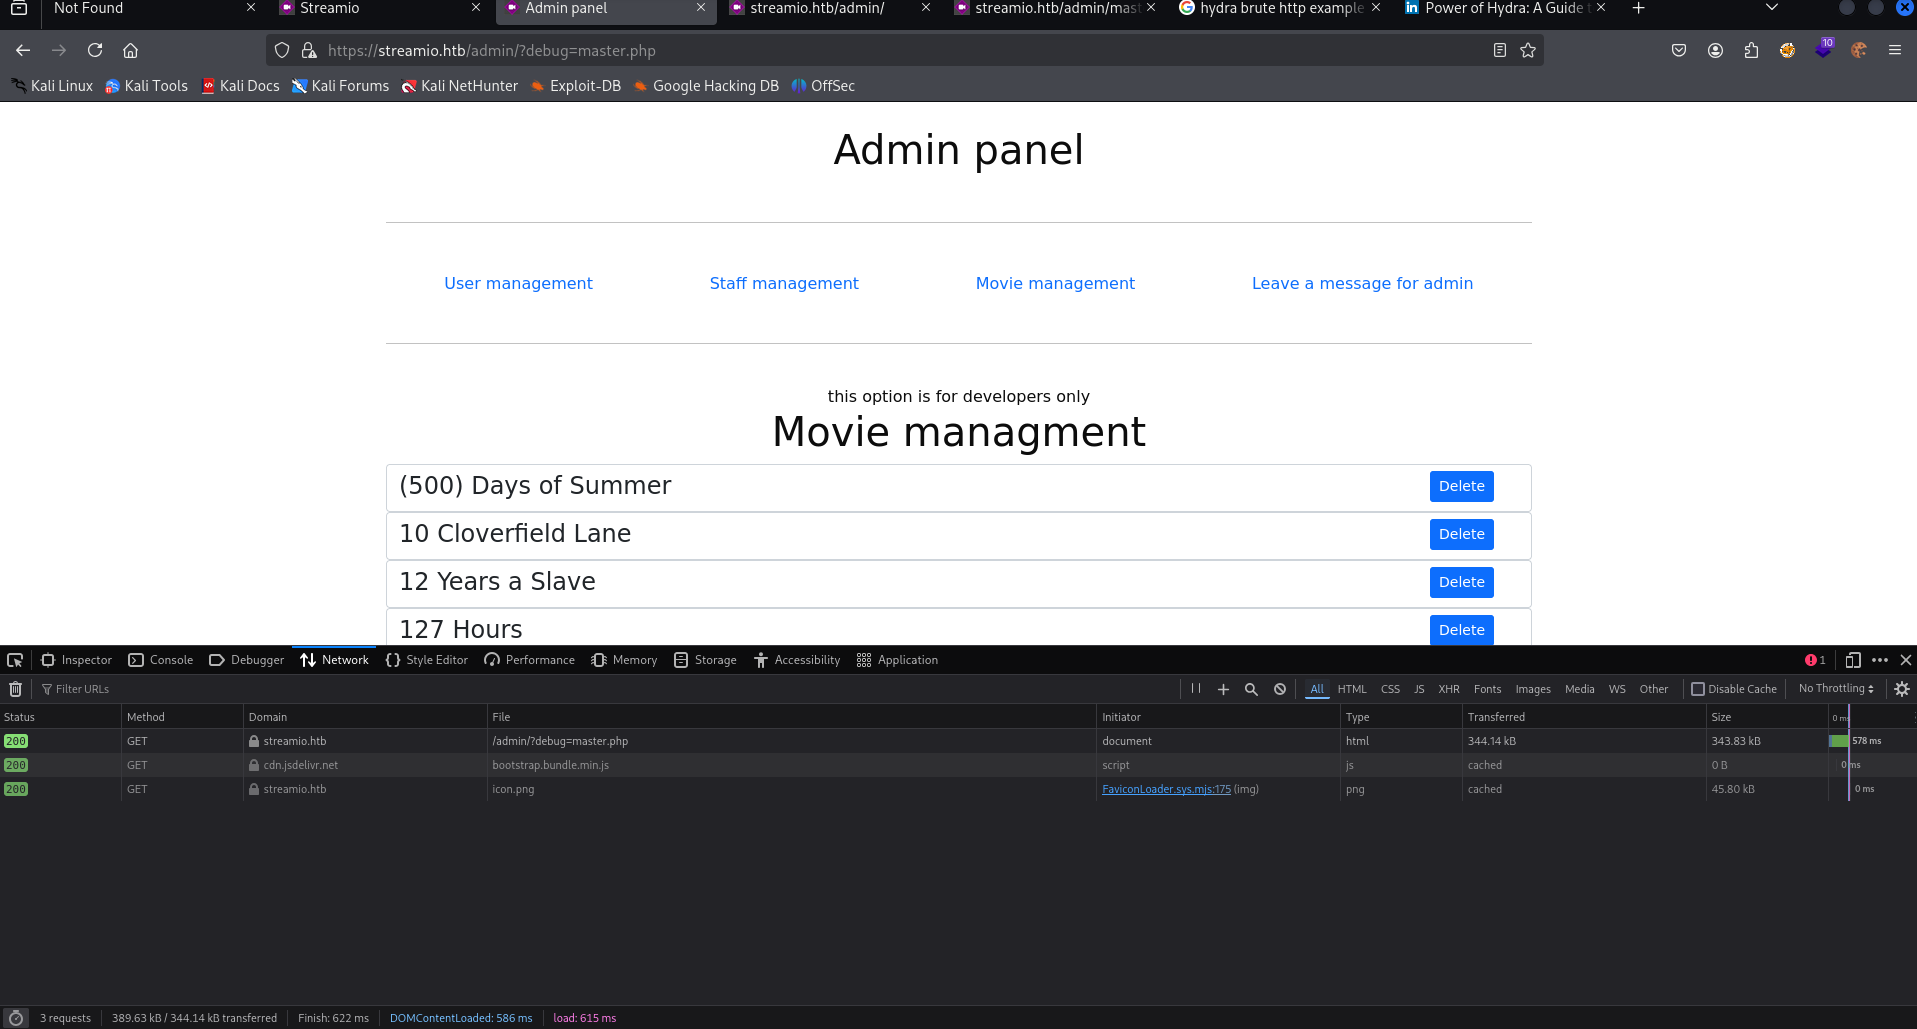 Not Found
Streamio
Admin panel
streamio.htb/admin/
streamio.htb/admin/mast
hydra brute http example
Power of Hydra: A Guide t
https://streamio.htb/admin/?debug=master.php
10
Kali Linux Kali Tools Kali Docs Kali Forums Kali NetHunter Exploit-DB Google Hacking DB OffSec
Admin panel
User management Staff management Movie management Leave a message for admin
this option is for developers only
Movie managment
(500) Days of Summer Delete
10 Cloverfield Lane Delete
12 Years a Slave Delete
127 Hours Delete
Inspector Console Debugger Network Style Editor Performance Memory Storage Accessibility Application 1
Filter URLs All HTML CSS JS XHR Fonts Images Media WS Other Disable Cache No Throttling
Status Method Domain File Initiator Type Transferred Size 0 ms
200 GET streamio.htb /admin/?debug=master.php document html 344.14 kB 343.83 kB 578 ms
200 GET cdn.jsdelivr.net bootstrap.bundle.min.js script js cached 0 B 0 ms
200 GET streamio.htb icon.png FaviconLoader.sys.mjs:175 (img) png cached 45.80 kB 0 ms
3 requests 389.63 kB / 344.14 kB transferred Finish: 622 ms DOMContentLoaded: 586 ms load: 615 ms